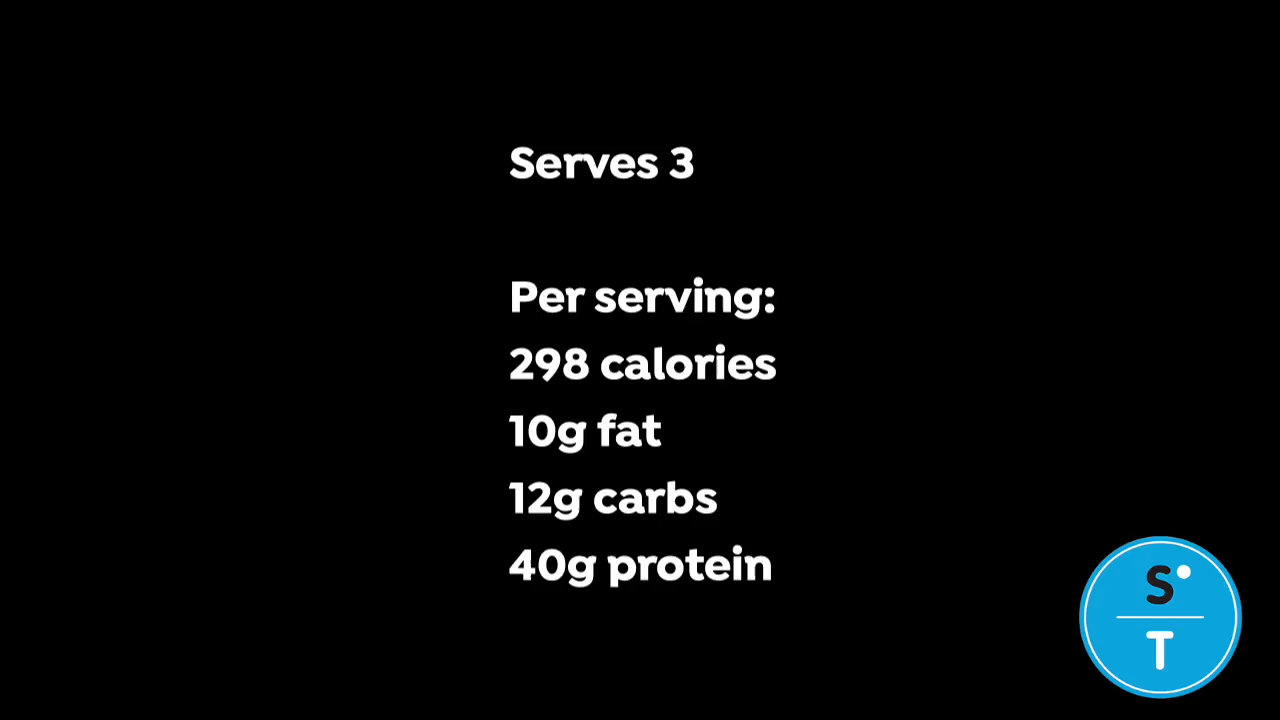 Serves 3
Per serving:
298 calories
10g fat
12g carbs
40g protein
S
T